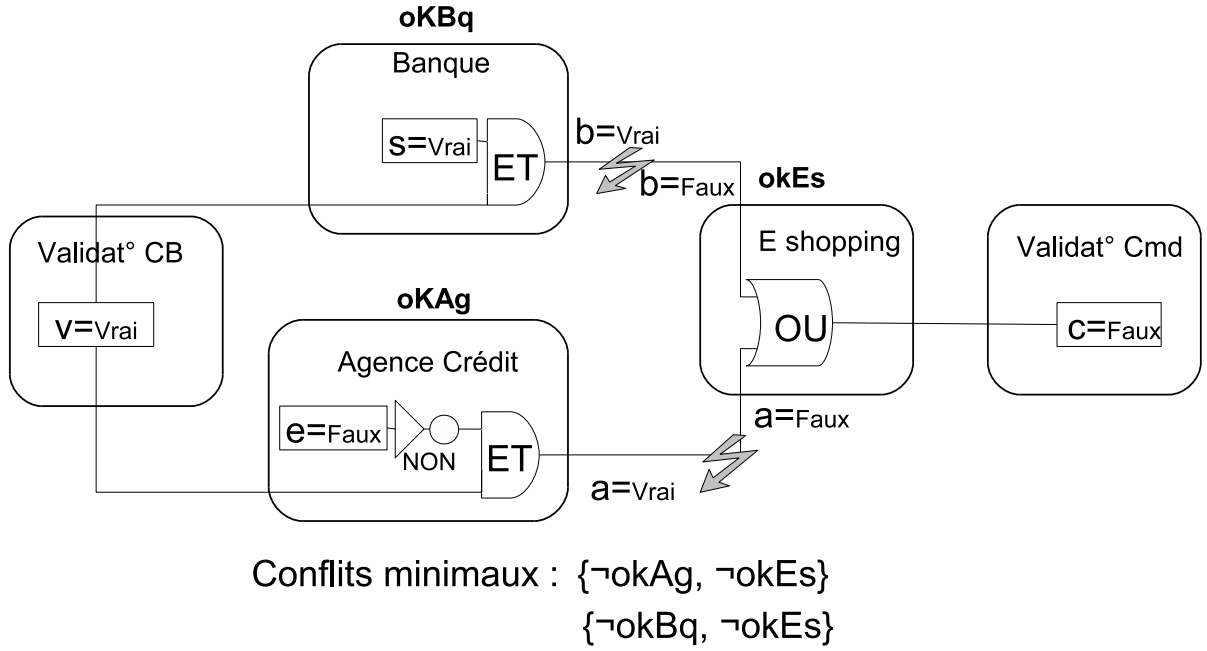 oKBq
Banque
s=Vrai
ET
b=Vrai
b=Faux
okEs
Validat° CB
v=Vrai
E shopping
OU
Validat° Cmd
c=Faux
oKAg
Agence Crédit
e=Faux
NON
ET
a=Faux
a=Vrai
Conflits minimaux : {¬okAg, ¬okEs}
{¬okBq, ¬okEs}